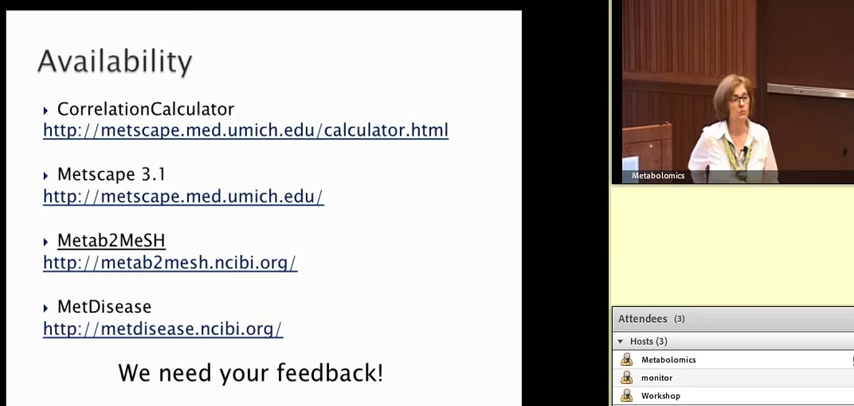 Availability
CorrelationCalculator
http://metscape.med.umich.edu/calculator.html
Metscape 3.1
http://metscape.med.umich.edu/
Metab2MeSH
http://metab2mesh.ncibi.org/
MetDisease
http://metdisease.ncibi.org/
We need your feedback!
Metabolomics
Attendees (3)
Hosts (3)
Metabolomics
monitor
Workshop